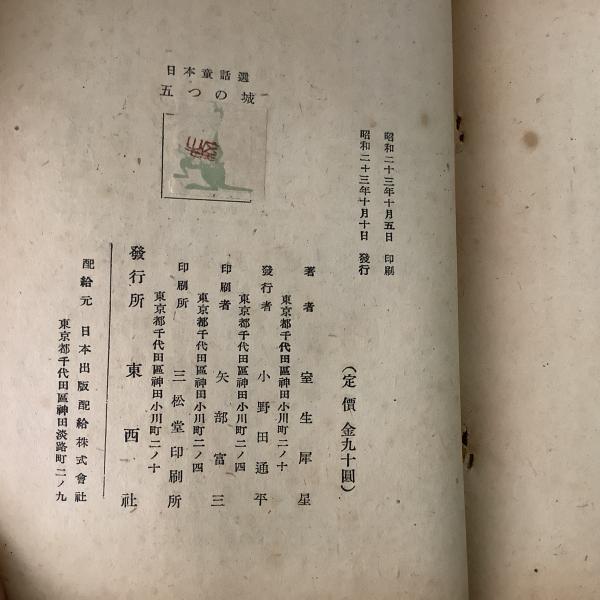 日本童話選
五つの城
昭和二十三年十月五日 印刷
昭和二十三年十月十日 發行
(定價 金九十圓)
著者 室生犀星
東京都千代田區神田小川町二ノ十
發行者 小野田通平
東京都千代田區神田小川町二ノ四
印刷者 矢部富三
東京都千代田區神田小川町二ノ四
印刷所 三松堂印刷所
東京都千代田區神田小川町二ノ十
發行所 東西社
配給元 日本出版配給株式會社
東京都千代田區神田淡路町二ノ九